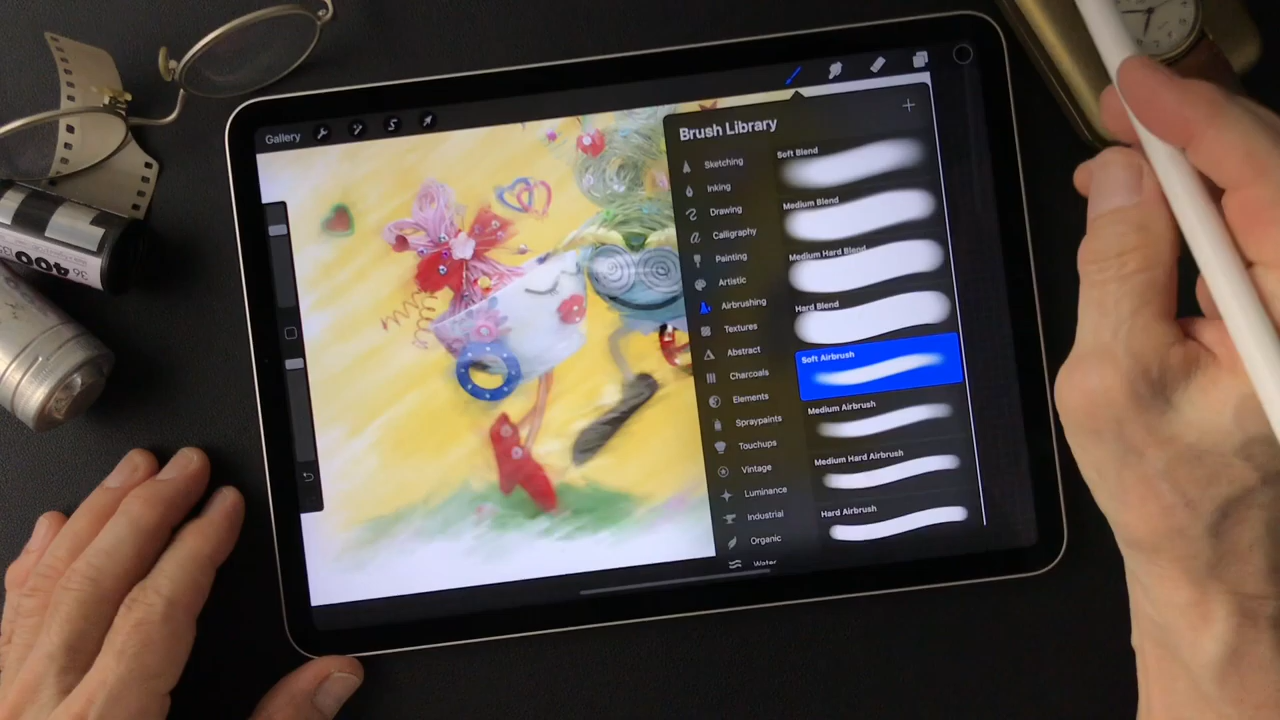 Gallery
Brush Library
Sketching
Inking
Drawing
Calligraphy
Painting
Artistic
Airbrushing
Textures
Abstract
Charcoals
Elements
Spraypaints
Touchups
Vintage
Luminance
Industrial
Organic
Water
Soft Blend
Medium Blend
Medium Hard Blend
Hard Blend
Soft Airbrush
Medium Airbrush
Medium Hard Airbrush
Hard Airbrush
400
36